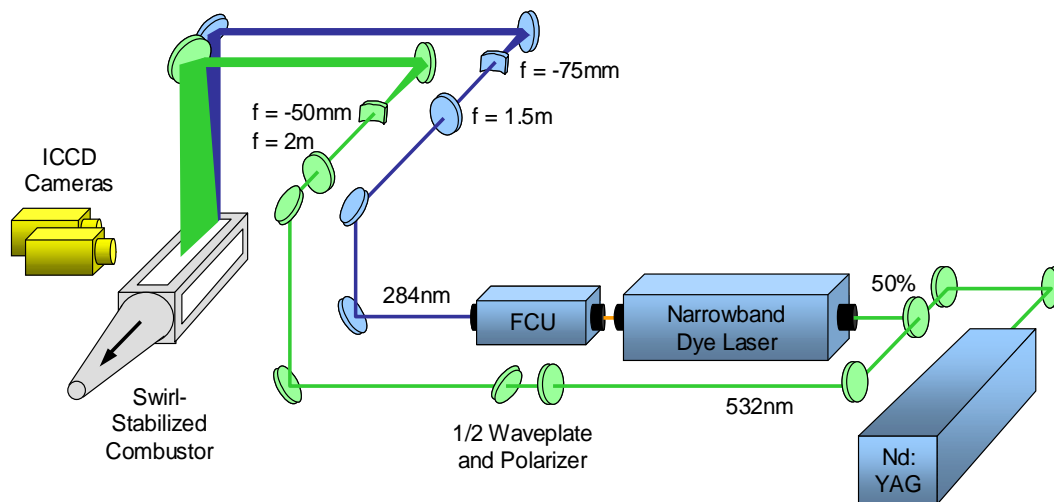 f = -75mm
f = -50mm
f = 1.5m
f = 2m
ICCD
Cameras
284nm
FCU
Narrowband
Dye Laser
50%
532nm
Swirl-
Stabilized
Combustor
1/2 Waveplate
and Polarizer
Nd:
YAG